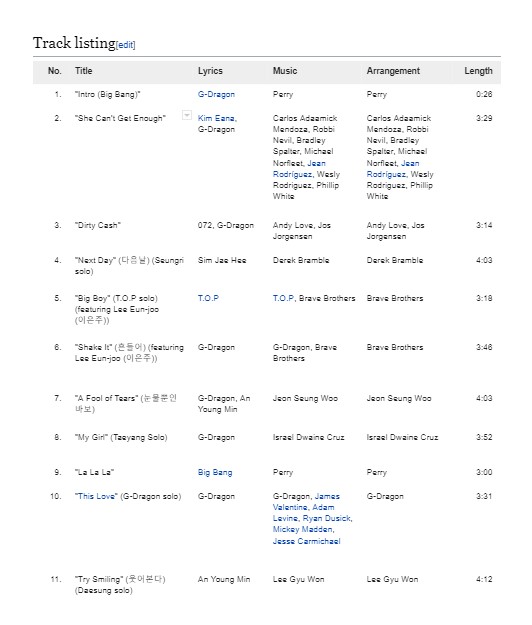 Track listing[edit]
No. Title Lyrics Music Arrangement Length
1. "Intro (Big Bang)" G-Dragon Perry Perry 0:26
2. "She Can't Get Enough" Kim Eana, Carlos Adaamick Carlos Adaamick 3:29
G-Dragon Mendoza, Robbi Mendoza, Robbi
Nevil, Bradley Nevil, Bradley
Spalter, Michael Spalter, Michael
Norfleet, Jean Norfleet, Jean
Rodríguez, Wesly Rodríguez, Wesly
Rodriguez, Phillip Rodriguez, Phillip
White White
3. "Dirty Cash" 072, G-Dragon Andy Love, Jos Andy Love, Jos 3:14
Jorgensen Jorgensen
4. "Next Day" (다음날) (Seungri Sim Jae Hee Derek Bramble Derek Bramble 4:03
solo)
5. "Big Boy" (T.O.P solo) T.O.P T.O.P, Brave Brothers Brave Brothers 3:18
(featuring Lee Eun-joo
(이은주))
6. "Shake It" (흔들어) (featuring G-Dragon G-Dragon, Brave Brave Brothers 3:46
Lee Eun-joo (이은주)) Brothers
7. "A Fool of Tears" (눈물뿐인 G-Dragon, An Jeon Seung Woo Jeon Seung Woo 4:03
바보) Young Min
8. "My Girl" (Taeyang Solo) G-Dragon Israel Dwaine Cruz Israel Dwaine Cruz 3:52
9. "La La La" Big Bang Perry Perry 3:00
10. "This Love" (G-Dragon solo) G-Dragon G-Dragon, James G-Dragon 3:31
Valentine, Adam
Levine, Ryan Dusick,
Mickey Madden,
Jesse Carmichael
11. "Try Smiling" (웃어본다) An Young Min Lee Gyu Won Lee Gyu Won 4:12
(Daesung solo)